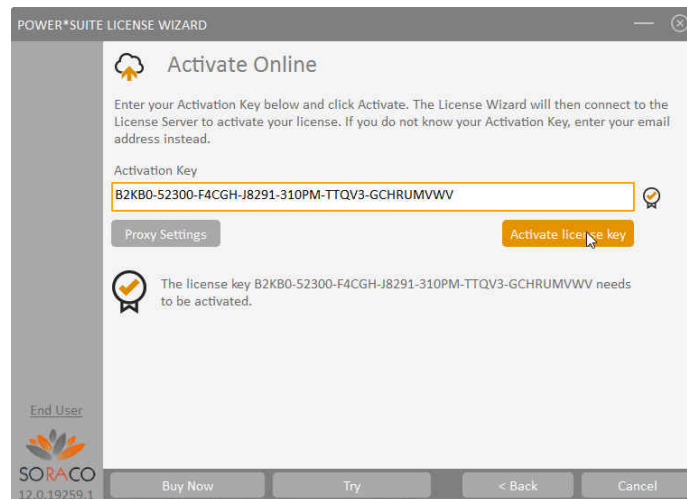 POWER*SUITE LICENSE WIZARD
Activate Online
Enter your Activation Key below and click Activate. The License Wizard will then connect to the
License Server to activate your license. If you do not know your Activation Key, enter your email
address instead.
Activation Key
B2KB0-52300-F4CGH-J8291-310PM-TTQV3-GCHRUMVWV
Proxy Settings
Activate license key
The license key B2KB0-52300-F4CGH-J8291-310PM-TTQV3-GCHRUMVWV needs
to be activated.
End User
SORACO
12.0.19259.1
Buy Now
Try
< Back
Cancel